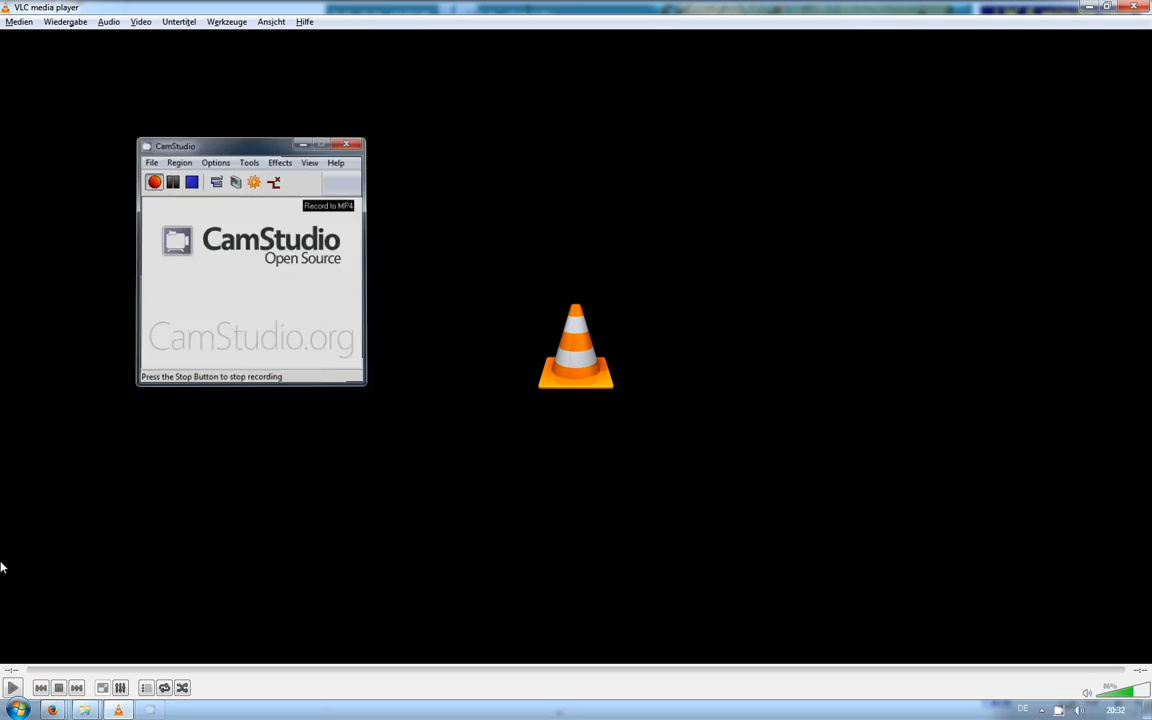 VLC media player
Medien Wiedergabe Audio Video Untertitel Werkzeuge Ansicht Hilfe
CamStudio
File Region Options Tools Effects View Help
Record to MP4
CamStudio
Open Source
CamStudio.org
Press the Stop Button to stop recording
--:-- --:--
86%
DE 20:32